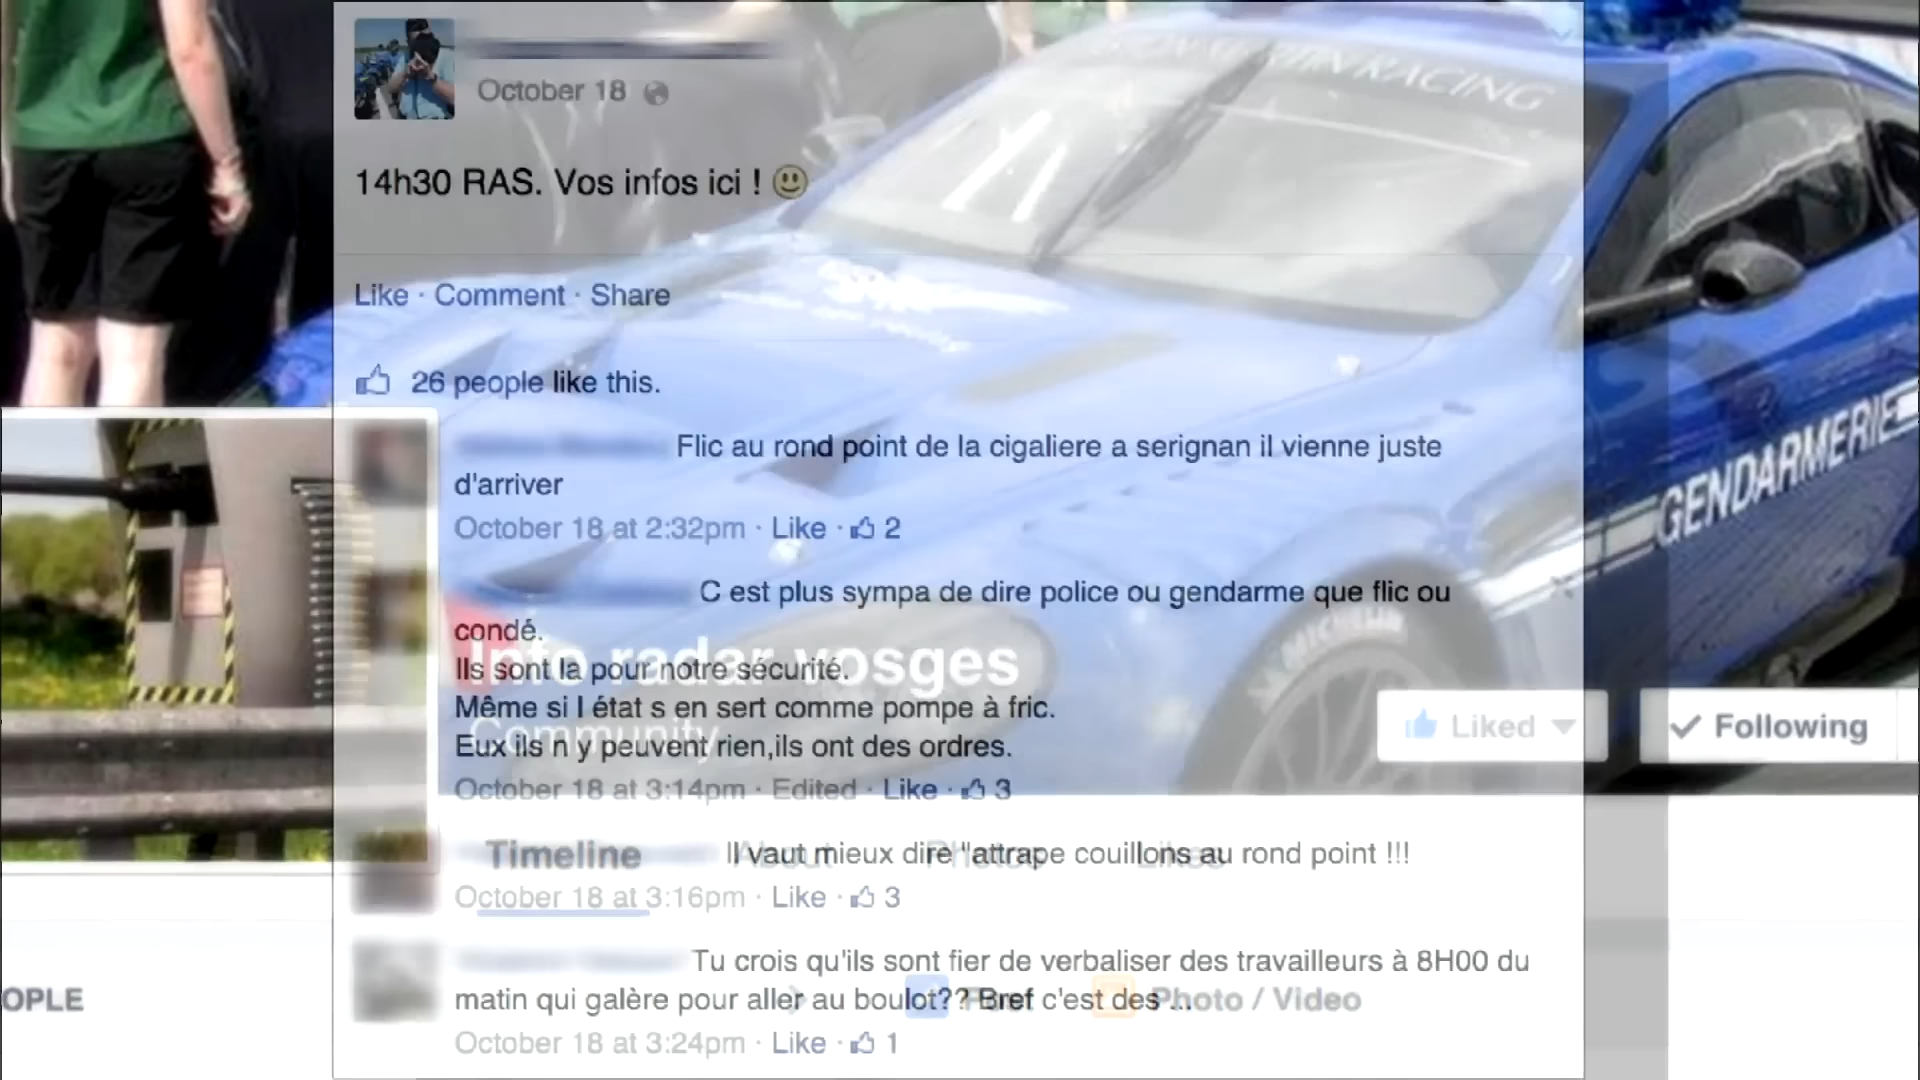 RACING
October 18
14h30 RAS. Vos infos ici !
Like · Comment · Share
26 people like this.
GENDARMERIE
Flic au rond point de la cigaliere a serignan il vienne juste
d'arriver
October 18 at 2:32pm · Like · 2
C est plus sympa de dire police ou gendarme que flic ou
condé.
MICHELIN
Info radar vosges
Ils sont la pour notre sécurité.
Même si l état s en sert comme pompe à fric.
Community
Eux ils n y peuvent rien,ils ont des ordres.
Liked
Following
October 18 at 3:14pm · Edited · Like · 3
Timeline
About
Photos
Likes
Il vaut mieux dire "attrape couillons au rond point !!!
October 18 at 3:16pm · Like · 3
Tu crois qu'ils sont fier de verbaliser des travailleurs à 8H00 du
matin qui galère pour aller au boulot?? Bref c'est des ...
OPLE
Photo / Video
October 18 at 3:24pm · Like · 1